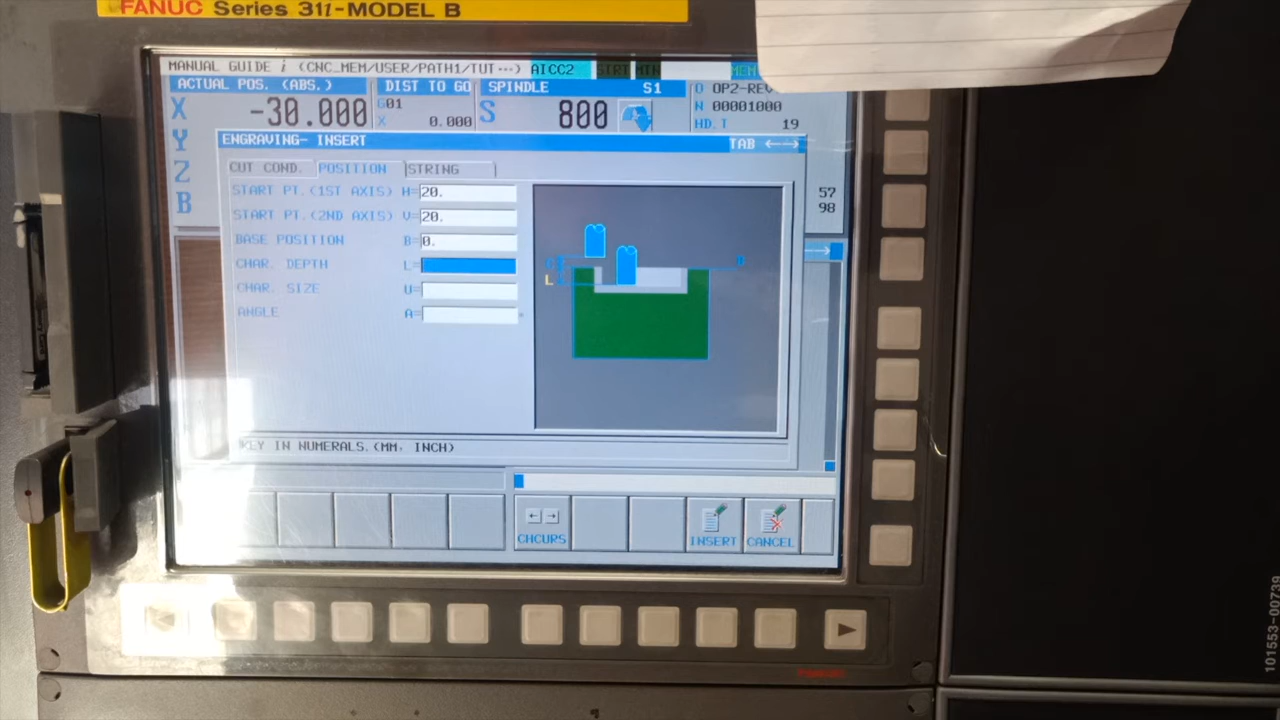 FANUC Series 31i-MODEL B
MANUAL GUIDE i (CNC_MEM/USER/PATH1/TUT···) AICC2 STRT MTN MEM
ACTUAL POS. (ABS.) DIST TO GO SPINDLE S1 O OP2-REV
X -30.000 G01 S 800 N 00001000
X 0.000 HD.T 19
Y
Z
B
57
98
ENGRAVING- INSERT TAB ←→
CUT COND. POSITION STRING
START PT.(1ST AXIS) H=20.
START PT.(2ND AXIS) V=20.
BASE POSITION B=0.
CHAR. DEPTH L=
CHAR. SIZE U=
ANGLE A=
B
L
KEY IN NUMERALS.(MM, INCH)
CHCURS INSERT CANCEL
101553-00739